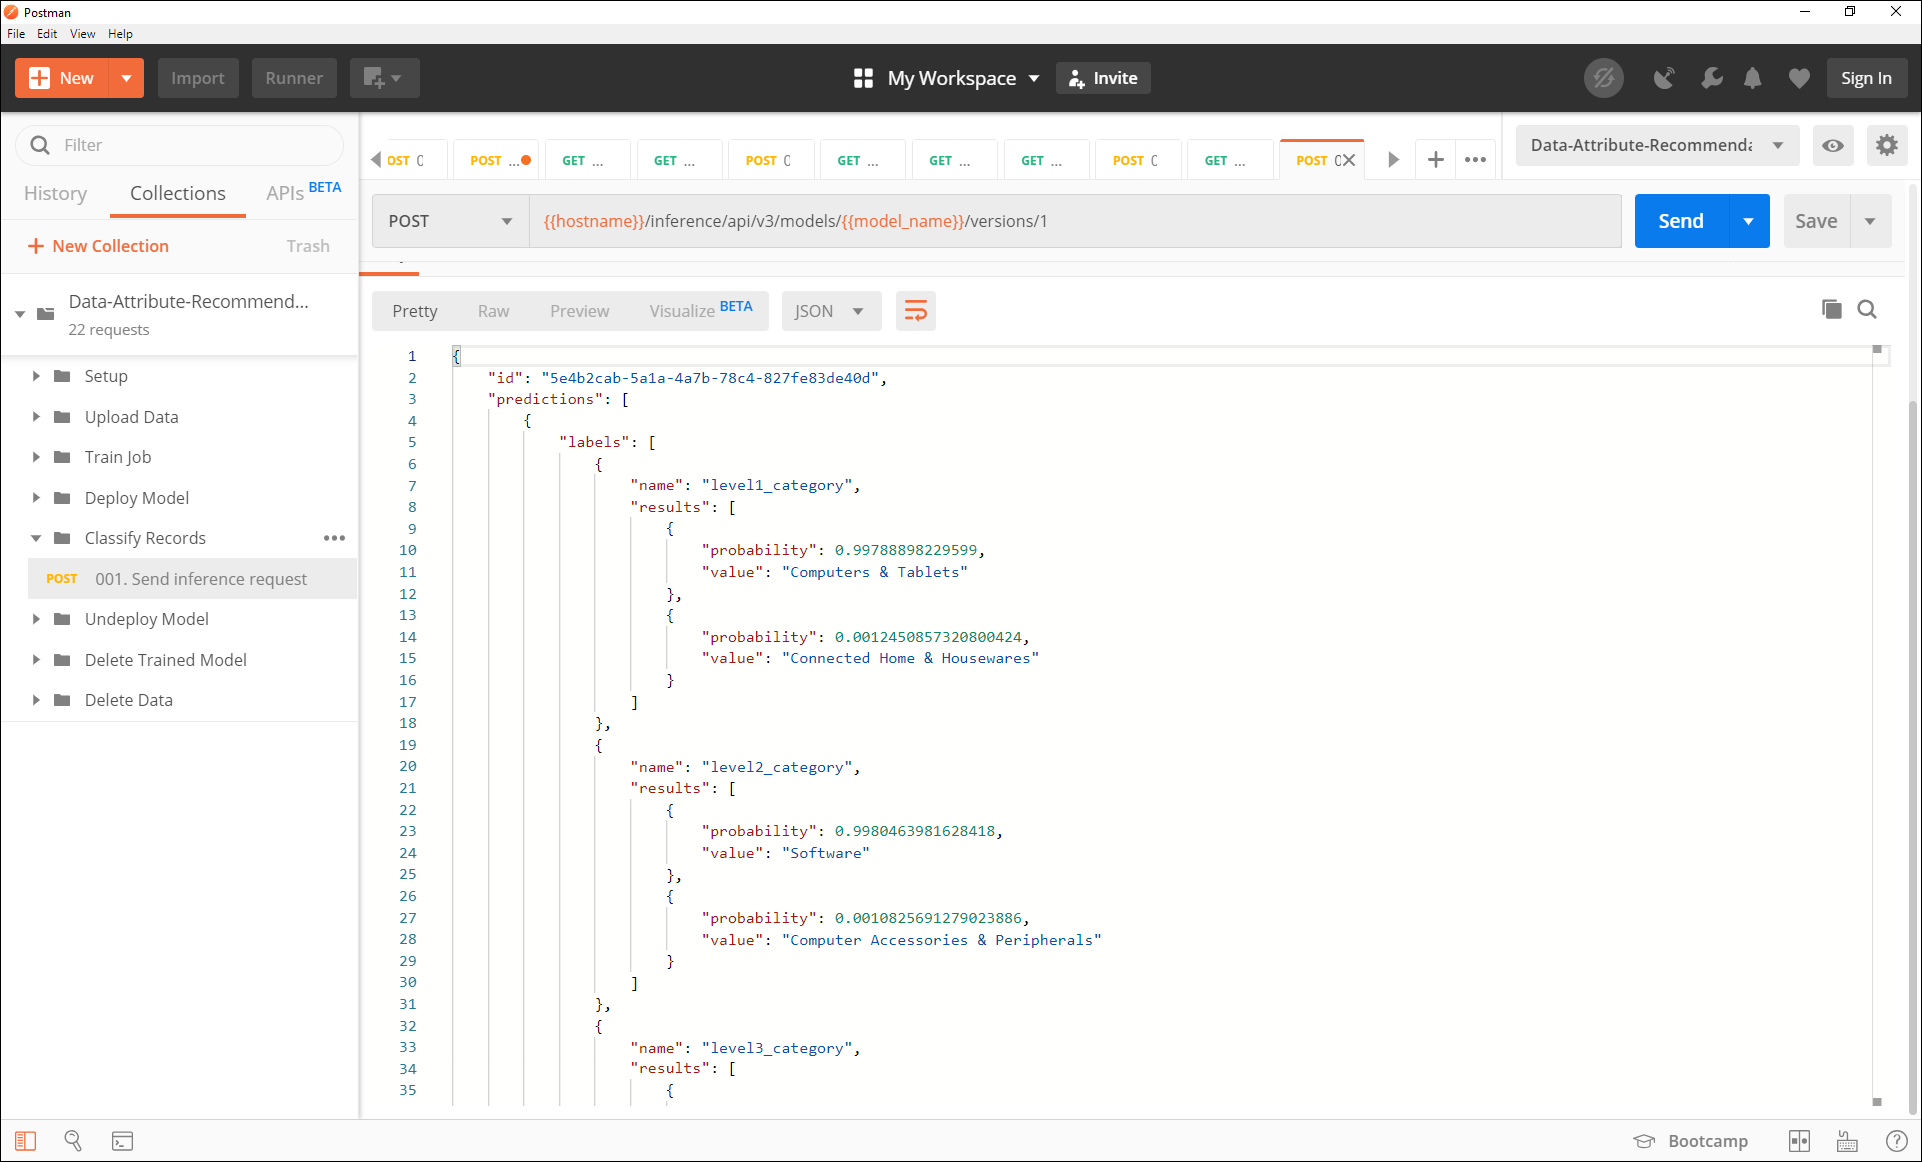 Postman
File Edit View Help
New Import Runner My Workspace Invite Sign In
Filter
History Collections APIs BETA
New Collection Trash
Data-Attribute-Recommend...
22 requests
Setup
Upload Data
Train Job
Deploy Model
Classify Records
POST 001. Send inference request
Undeploy Model
Delete Trained Model
Delete Data
POST ... GET ... GET ... POST GET ... GET ... GET ... POST GET ... POST
Data-Attribute-Recommenda
POST {{hostname}}/inference/api/v3/models/{{model_name}}/versions/1 Send Save
Pretty Raw Preview Visualize BETA JSON
1 {
2 "id": "5e4b2cab-5a1a-4a7b-78c4-827fe83de40d",
3 "predictions": [
4 {
5 "labels": [
6 {
7 "name": "level1_category",
8 "results": [
9 {
10 "probability": 0.99788898229599,
11 "value": "Computers & Tablets"
12 },
13 {
14 "probability": 0.0012450857320800424,
15 "value": "Connected Home & Housewares"
16 }
17 ]
18 },
19 {
20 "name": "level2_category",
21 "results": [
22 {
23 "probability": 0.9980463981628418,
24 "value": "Software"
25 },
26 {
27 "probability": 0.0010825691279023886,
28 "value": "Computer Accessories & Peripherals"
29 }
30 ]
31 },
32 {
33 "name": "level3_category",
34 "results": [
35 {
Bootcamp